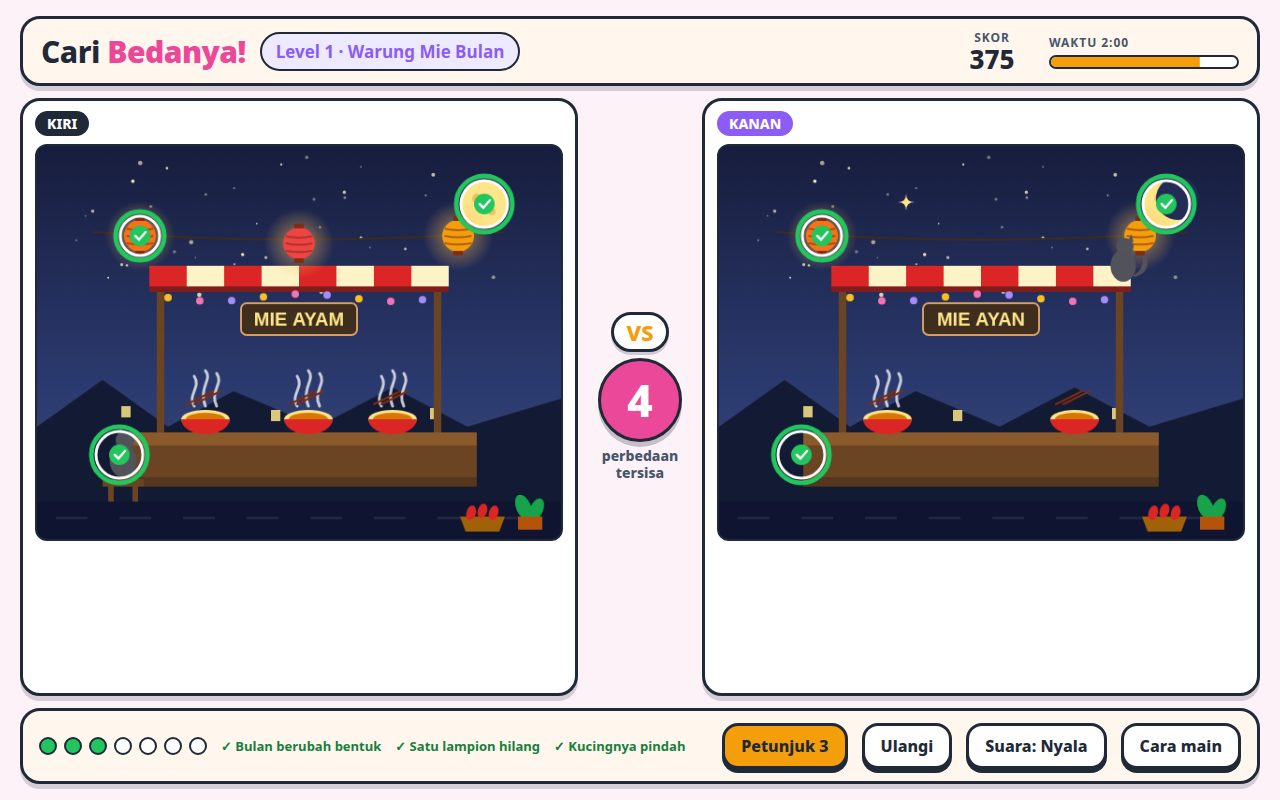 Cari Bedanya!
Level 1 · Warung Mie Bulan
SKOR
375
WAKTU 2:00
KIRI
MIE AYAM
VS
4
perbedaan
tersisa
KANAN
MIE AYAN
✓ Bulan berubah bentuk ✓ Satu lampion hilang ✓ Kucingnya pindah
Petunjuk 3
Ulangi
Suara: Nyala
Cara main